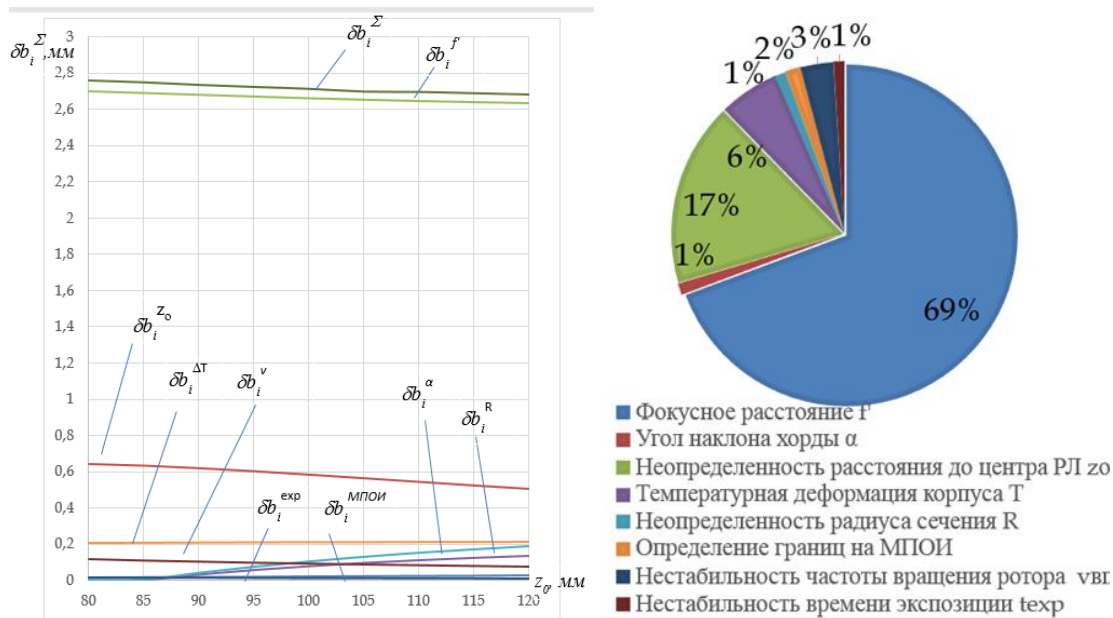 δb_i^Σ, мм
3
2,8
2,6
2,4
2,2
2
1,8
1,6
1,4
1,2
1
0,8
0,6
0,4
0,2
0
δb_i^Σ
δb_i^f'
δb_i^Zo
δb_i^ΔT
δb_i^ν
δb_i^α
δb_i^R
δb_i^exp
δb_i^МПОИ
80 85 90 95 100 105 110 115 120
z₀, мм
2% 3% 1%
1%
6%
17%
1%
69%
Фокусное расстояние f'
Угол наклона хорды α
Неопределенность расстояния до центра РЛ zo
Температурная деформация корпуса Т
Неопределенность радиуса сечения R
Определение границ на МПОИ
Нестабильность частоты вращения ротора
Нестабильность времени экспозиции texp